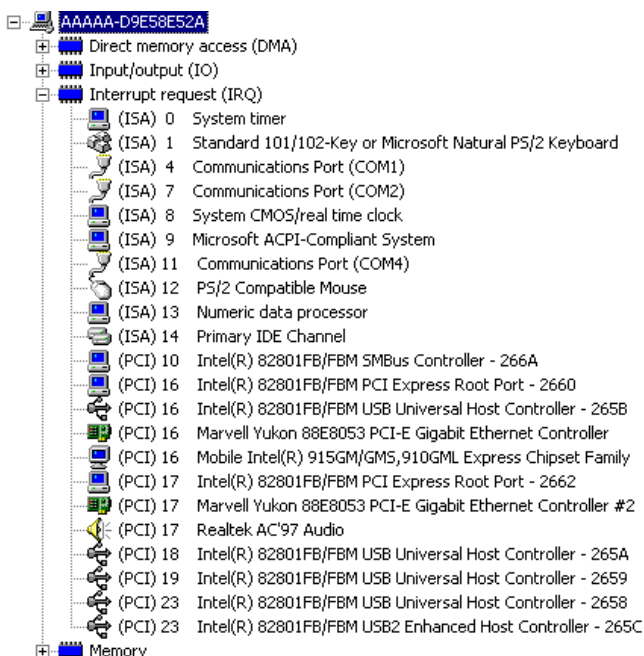 AAAAA-D9E58E52A
Direct memory access (DMA)
Input/output (IO)
Interrupt request (IRQ)
(ISA) 0 System timer
(ISA) 1 Standard 101/102-Key or Microsoft Natural PS/2 Keyboard
(ISA) 4 Communications Port (COM1)
(ISA) 7 Communications Port (COM2)
(ISA) 8 System CMOS/real time clock
(ISA) 9 Microsoft ACPI-Compliant System
(ISA) 11 Communications Port (COM4)
(ISA) 12 PS/2 Compatible Mouse
(ISA) 13 Numeric data processor
(ISA) 14 Primary IDE Channel
(PCI) 10 Intel(R) 82801FB/FBM SMBus Controller - 266A
(PCI) 16 Intel(R) 82801FB/FBM PCI Express Root Port - 2660
(PCI) 16 Intel(R) 82801FB/FBM USB Universal Host Controller - 265B
(PCI) 16 Marvell Yukon 88E8053 PCI-E Gigabit Ethernet Controller
(PCI) 16 Mobile Intel(R) 915GM/GMS,910GML Express Chipset Family
(PCI) 17 Intel(R) 82801FB/FBM PCI Express Root Port - 2662
(PCI) 17 Marvell Yukon 88E8053 PCI-E Gigabit Ethernet Controller #2
(PCI) 17 Realtek AC'97 Audio
(PCI) 18 Intel(R) 82801FB/FBM USB Universal Host Controller - 265A
(PCI) 19 Intel(R) 82801FB/FBM USB Universal Host Controller - 2659
(PCI) 23 Intel(R) 82801FB/FBM USB Universal Host Controller - 2658
(PCI) 23 Intel(R) 82801FB/FBM USB2 Enhanced Host Controller - 265C
Memory